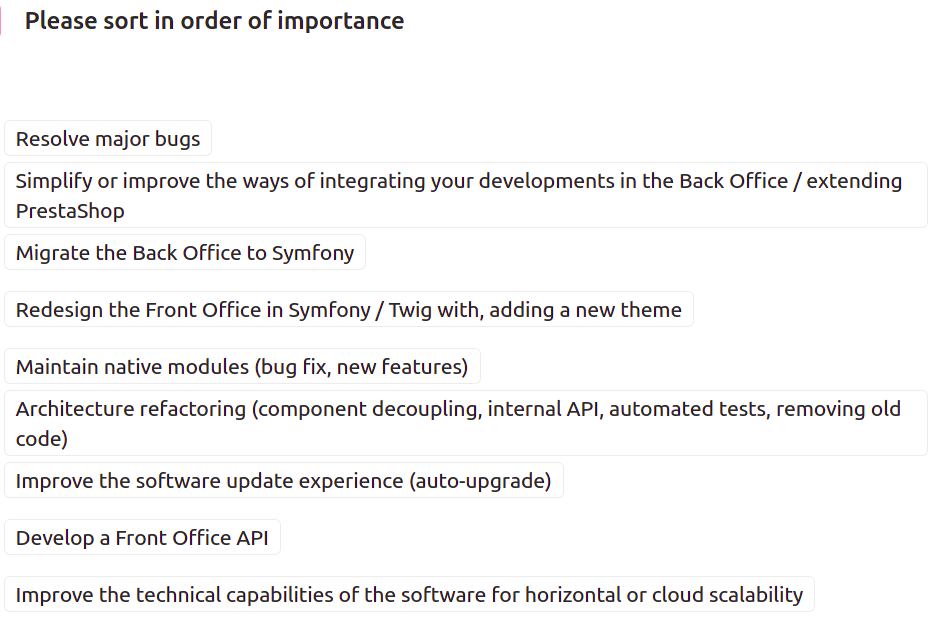 Please sort in order of importance
Resolve major bugs
Simplify or improve the ways of integrating your developments in the Back Office / extending
PrestaShop
Migrate the Back Office to Symfony
Redesign the Front Office in Symfony / Twig with, adding a new theme
Maintain native modules (bug fix, new features)
Architecture refactoring (component decoupling, internal API, automated tests, removing old
code)
Improve the software update experience (auto-upgrade)
Develop a Front Office API
Improve the technical capabilities of the software for horizontal or cloud scalability